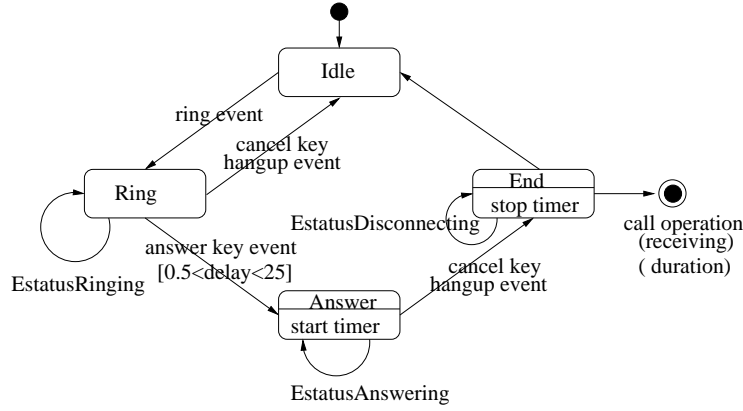 Idle
ring event
cancel key
hangup event
Ring
End
stop timer
EstatusDisconnecting
call operation
(receiving)
( duration)
answer key event
[0.5<delay<25]
EstatusRinging
cancel key
hangup event
Answer
start timer
EstatusAnswering